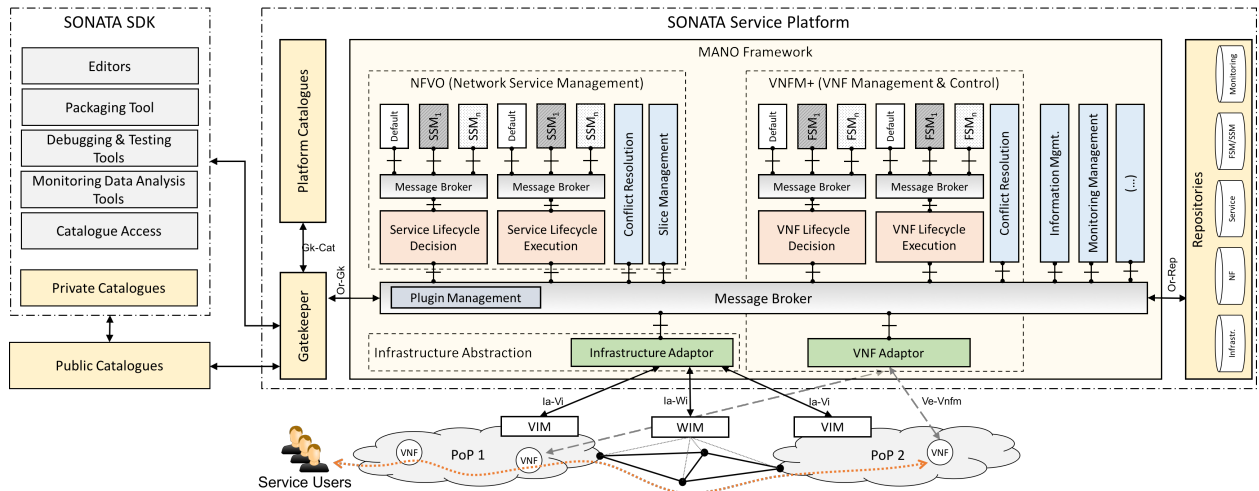 SONATA SDK
Editors
Packaging Tool
Debugging & Testing
Tools
Monitoring Data Analysis
Tools
Catalogue Access
Private Catalogues
Public Catalogues
SONATA Service Platform
Platform Catalogues
Gk-Cat
Gatekeeper
Or-Gk
MANO Framework
NFVO (Network Service Management)
Default
SSM1
SSMn
Default
SSM1
SSMn
Message Broker
Message Broker
Service Lifecycle
Decision
Service Lifecycle
Execution
Conflict Resolution
Slice Management
VNFM+ (VNF Management & Control)
Default
FSM1
FSMn
Default
FSM1
FSMn
Message Broker
Message Broker
VNF Lifecycle
Decision
VNF Lifecycle
Execution
Conflict Resolution
Information Mgmt.
Monitoring Management
(...)
Plugin Management
Message Broker
Or-Rep
Infrastructure Abstraction
Infrastructure Adaptor
VNF Adaptor
Repositories
Monitoring
FSM/SSM
Service
NF
Infrastr.
Ia-Vi
Ia-Wi
Ia-Vi
Ve-Vnfm
VIM
WIM
VIM
VNF
PoP 1
VNF
PoP 2
VNF
Service Users